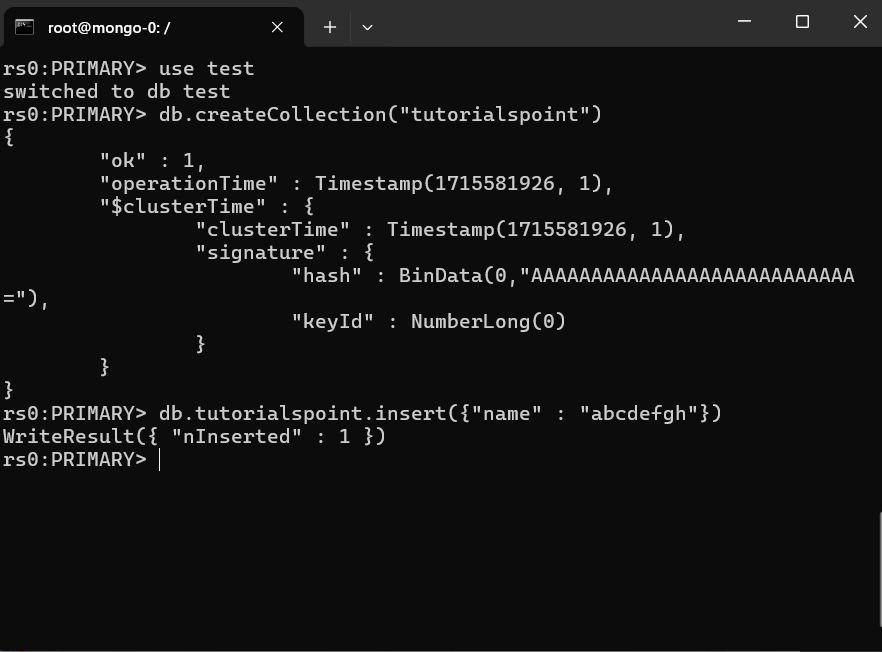 root@mongo-0: /
rs0:PRIMARY> use test
switched to db test
rs0:PRIMARY> db.createCollection("tutorialspoint")
{
        "ok" : 1,
        "operationTime" : Timestamp(1715581926, 1),
        "$clusterTime" : {
                "clusterTime" : Timestamp(1715581926, 1),
                "signature" : {
                        "hash" : BinData(0,"AAAAAAAAAAAAAAAAAAAAAAAAAAA
="),
                        "keyId" : NumberLong(0)
                }
        }
}
rs0:PRIMARY> db.tutorialspoint.insert({"name" : "abcdefgh"})
WriteResult({ "nInserted" : 1 })
rs0:PRIMARY>